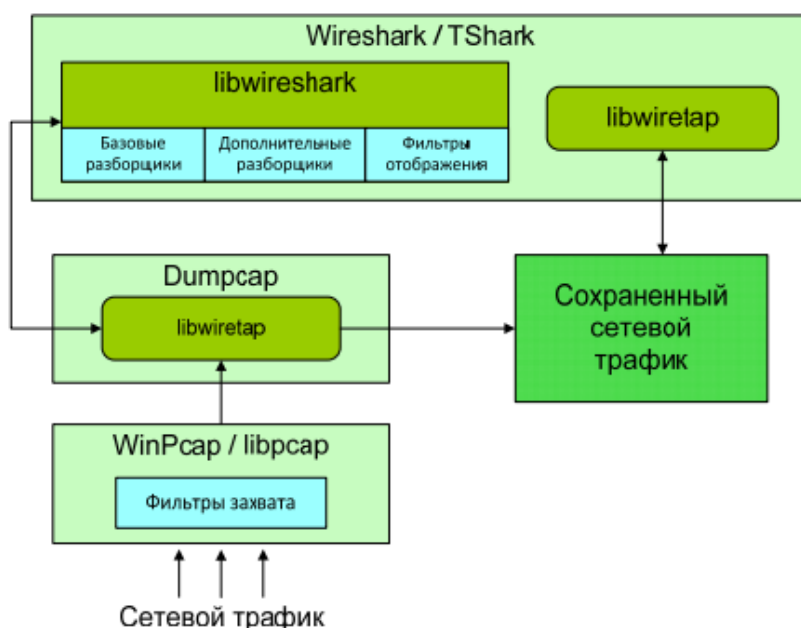 Wireshark / TShark
libwireshark
libwiretap
Базовые
разборщики
Дополнительные
разборщики
Фильтры
отображения
Dumpcap
libwiretap
Сохраненный
сетевой
трафик
WinPcap / libpcap
Фильтры захвата
Сетевой трафик